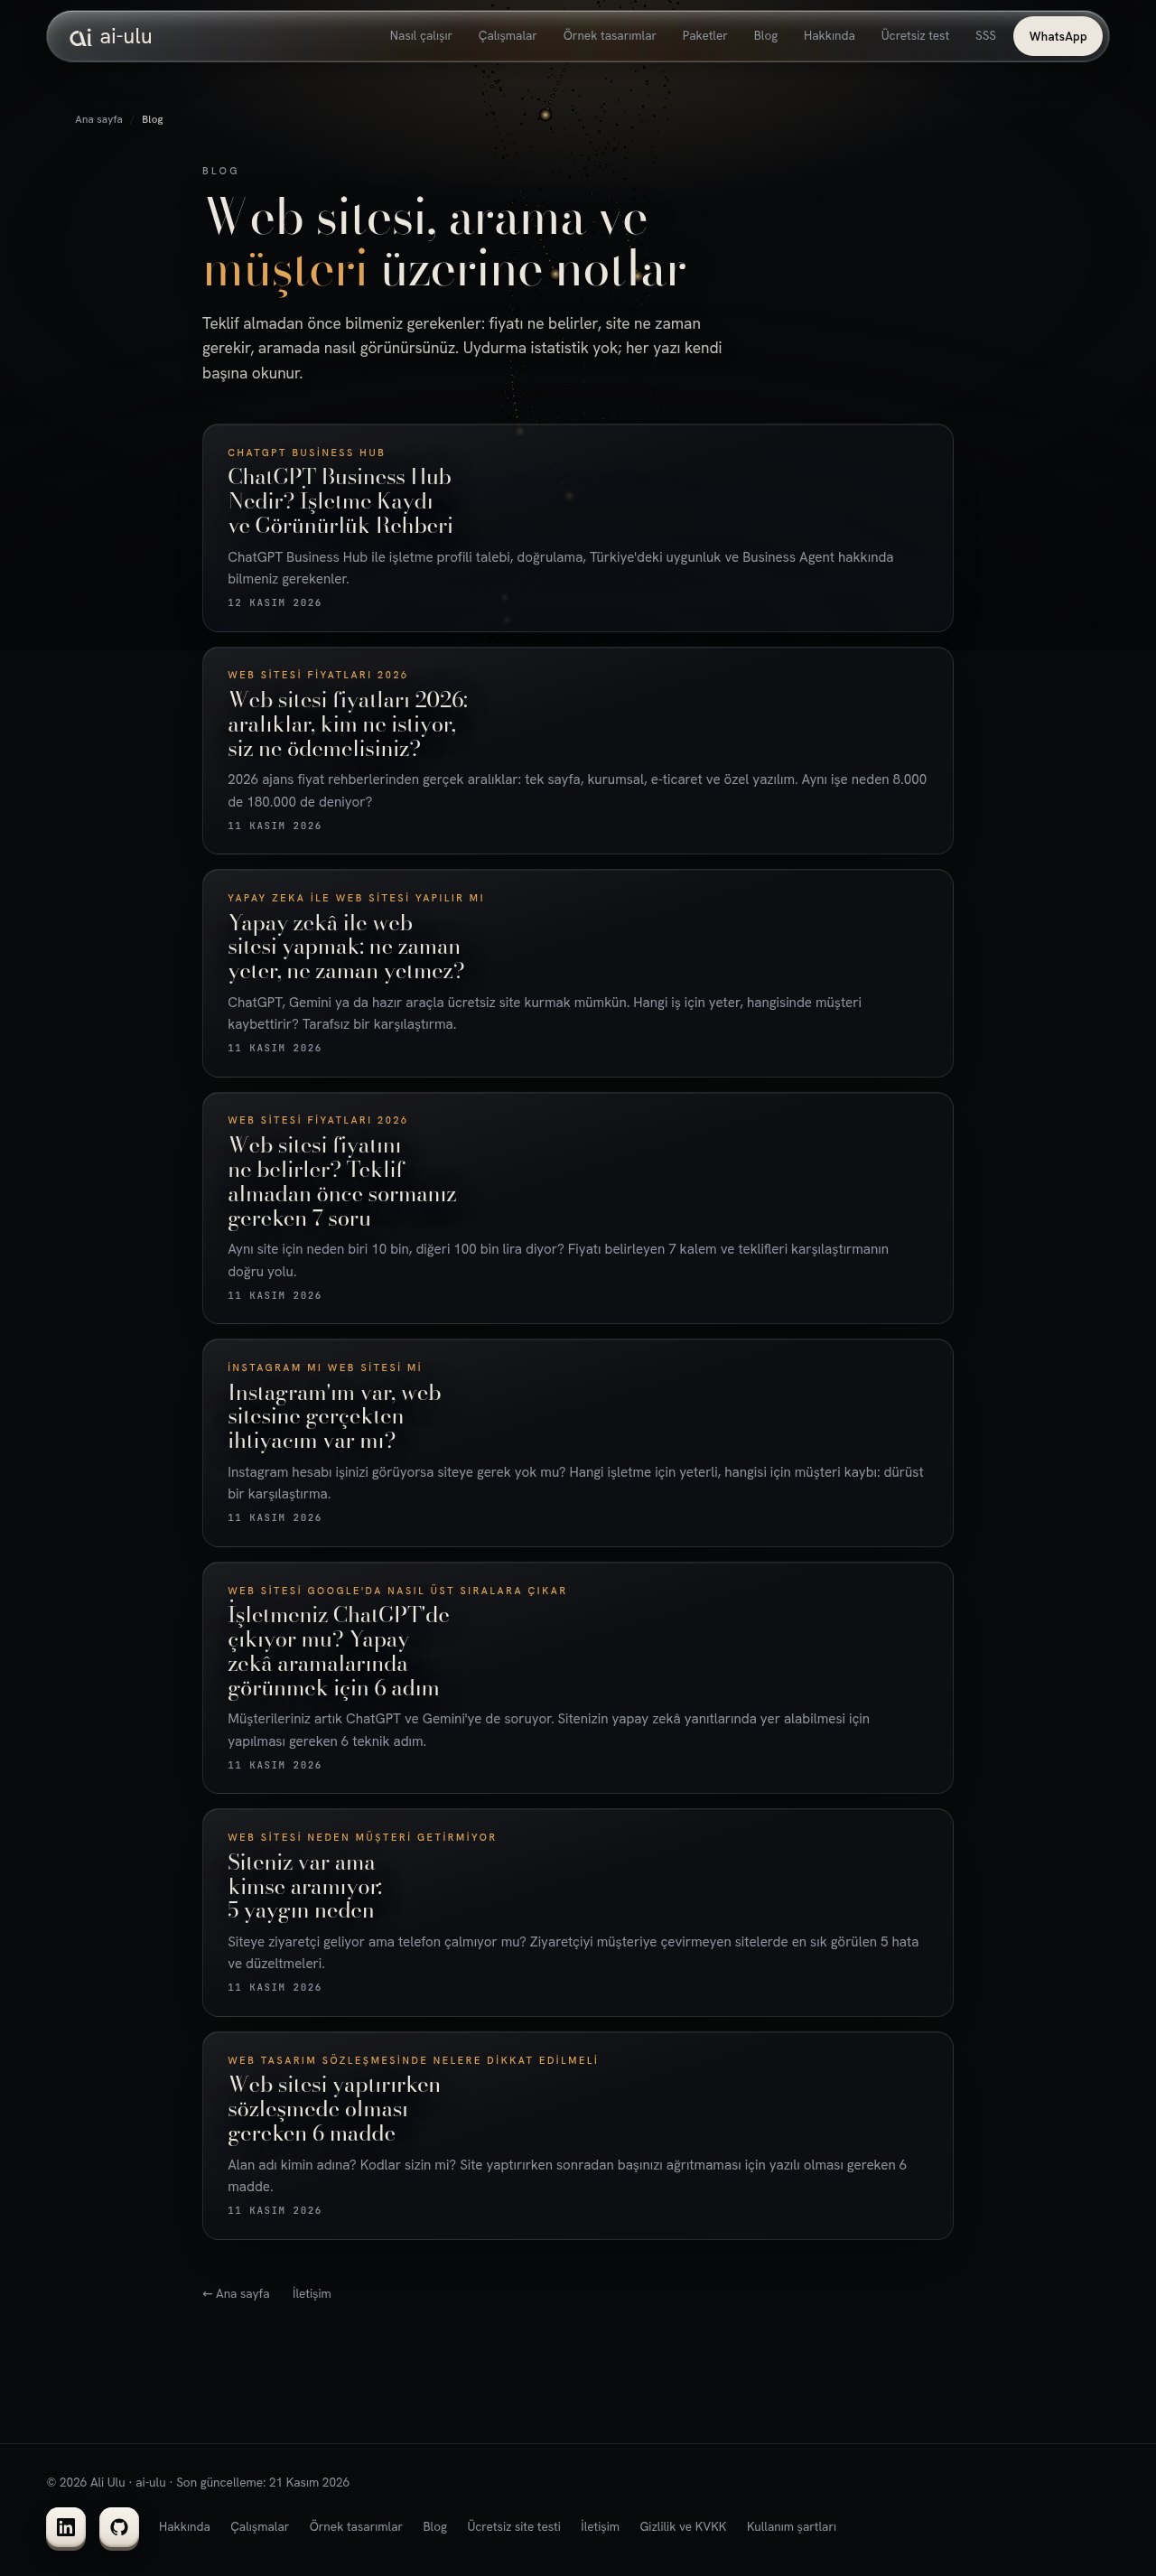 ai ai-ulu
Nasıl çalışır Çalışmalar Örnek tasarımlar Paketler Blog Hakkında Ücretsiz test SSS WhatsApp
Ana sayfa / Blog
BLOG
Web sitesi, arama ve
müşteri üzerine notlar
Teklif almadan önce bilmeniz gerekenler: fiyatı ne belirler, site ne zaman
gerekir, aramada nasıl görünürsünüz. Uydurma istatistik yok; her yazı kendi
başına okunur.
CHATGPT BUSİNESS HUB
ChatGPT Business Hub
Nedir? İşletme Kaydı
ve Görünürlük Rehberi
ChatGPT Business Hub ile işletme profili talebi, doğrulama, Türkiye'deki uygunluk ve Business Agent hakkında
bilmeniz gerekenler.
12 KASIM 2026
WEB SİTESİ FİYATLARI 2026
Web sitesi fiyatları 2026:
aralıklar, kim ne istiyor,
siz ne ödemelisiniz?
2026 ajans fiyat rehberlerinden gerçek aralıklar: tek sayfa, kurumsal, e-ticaret ve özel yazılım. Aynı işe neden 8.000
de 180.000 de deniyor?
11 KASIM 2026
YAPAY ZEKA İLE WEB SİTESİ YAPILIR MI
Yapay zekâ ile web
sitesi yapmak: ne zaman
yeter, ne zaman yetmez?
ChatGPT, Gemini ya da hazır araçla ücretsiz site kurmak mümkün. Hangi iş için yeter, hangisinde müşteri
kaybettirir? Tarafsız bir karşılaştırma.
11 KASIM 2026
WEB SİTESİ FİYATLARI 2026
Web sitesi fiyatını
ne belirler? Teklif
almadan önce sormanız
gereken 7 soru
Aynı site için neden biri 10 bin, diğeri 100 bin lira diyor? Fiyatı belirleyen 7 kalem ve teklifleri karşılaştırmanın
doğru yolu.
11 KASIM 2026
İNSTAGRAM MI WEB SİTESİ Mİ
Instagram'ım var, web
sitesine gerçekten
ihtiyacım var mı?
Instagram hesabı işinizi görüyorsa siteye gerek yok mu? Hangi işletme için yeterli, hangisi için müşteri kaybı: dürüst
bir karşılaştırma.
11 KASIM 2026
WEB SİTESİ GOOGLE'DA NASIL ÜST SIRALARA ÇIKAR
İşletmeniz ChatGPT'de
çıkıyor mu? Yapay
zekâ aramalarında
görünmek için 6 adım
Müşterileriniz artık ChatGPT ve Gemini'ye de soruyor. Sitenizin yapay zekâ yanıtlarında yer alabilmesi için
yapılması gereken 6 teknik adım.
11 KASIM 2026
WEB SİTESİ NEDEN MÜŞTERİ GETİRMİYOR
Siteniz var ama
kimse aramıyor:
5 yaygın neden
Siteye ziyaretçi geliyor ama telefon çalmıyor mu? Ziyaretçiyi müşteriye çevirmeyen sitelerde en sık görülen 5 hata
ve düzeltmeleri.
11 KASIM 2026
WEB TASARIM SÖZLEŞMESİNDE NELERE DİKKAT EDİLMELİ
Web sitesi yaptırırken
sözleşmede olması
gereken 6 madde
Alan adı kimin adına? Kodlar sizin mi? Site yaptırırken sonradan başınızı ağrıtmaması için yazılı olması gereken 6
madde.
11 KASIM 2026
← Ana sayfa İletişim
© 2026 Ali Ulu · ai-ulu · Son güncelleme: 21 Kasım 2026
in Hakkında Çalışmalar Örnek tasarımlar Blog Ücretsiz site testi İletişim Gizlilik ve KVKK Kullanım şartları